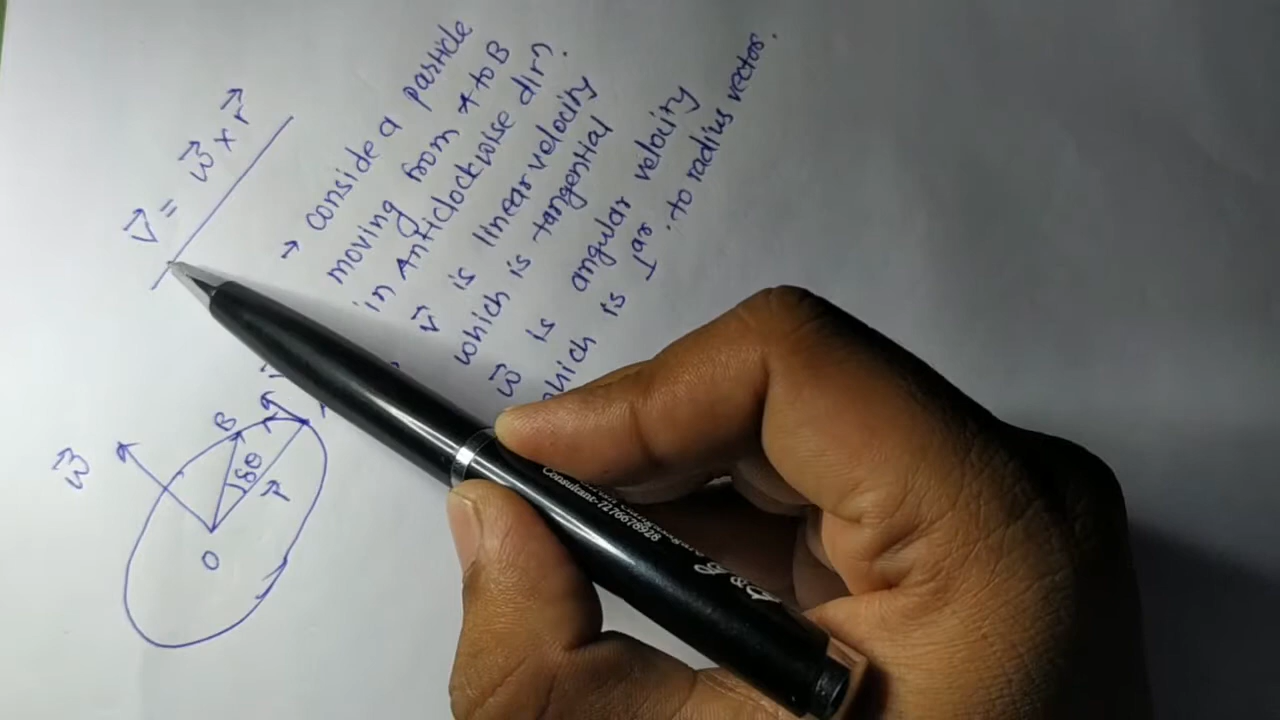 v⃗ = w⃗ × r⃗
→ conside a particle
moving from A to B
in Anticlockwise dirⁿ.
v⃗ is linear velocity
which is tangential
w⃗ is angular velocity
which is ⊥ar to radius vector.
w⃗
B
δθ
r⃗
O
Consultant-7276678928